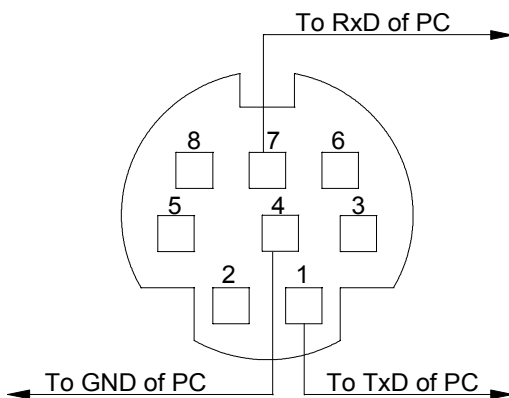 To RxD of PC
8 7 6
5 4 3
2 1
To GND of PC To TxD of PC